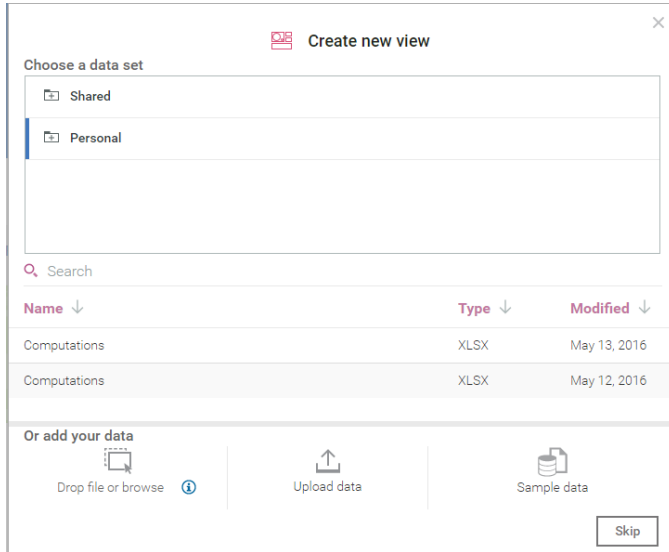 Create new view
Choose a data set
Shared
Personal
Search
Name Type Modified
Computations XLSX May 13, 2016
Computations XLSX May 12, 2016
Or add your data
Drop file or browse Upload data Sample data
Skip